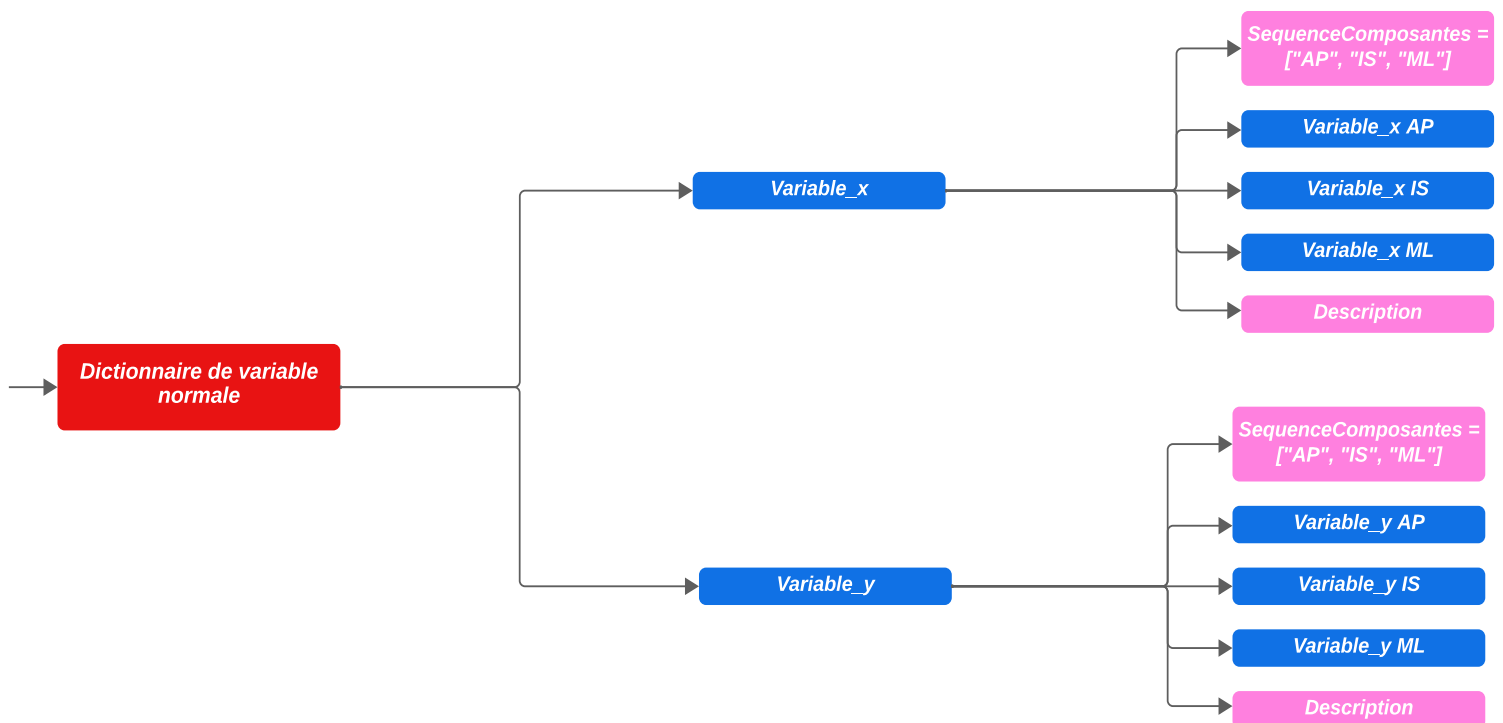 SequenceComposantes =
["AP", "IS", "ML"]
Variable_x AP
Variable_x
Variable_x IS
Variable_x ML
Description
Dictionnaire de variable
normale
SequenceComposantes =
["AP", "IS", "ML"]
Variable_y AP
Variable_y
Variable_y IS
Variable_y ML
Description